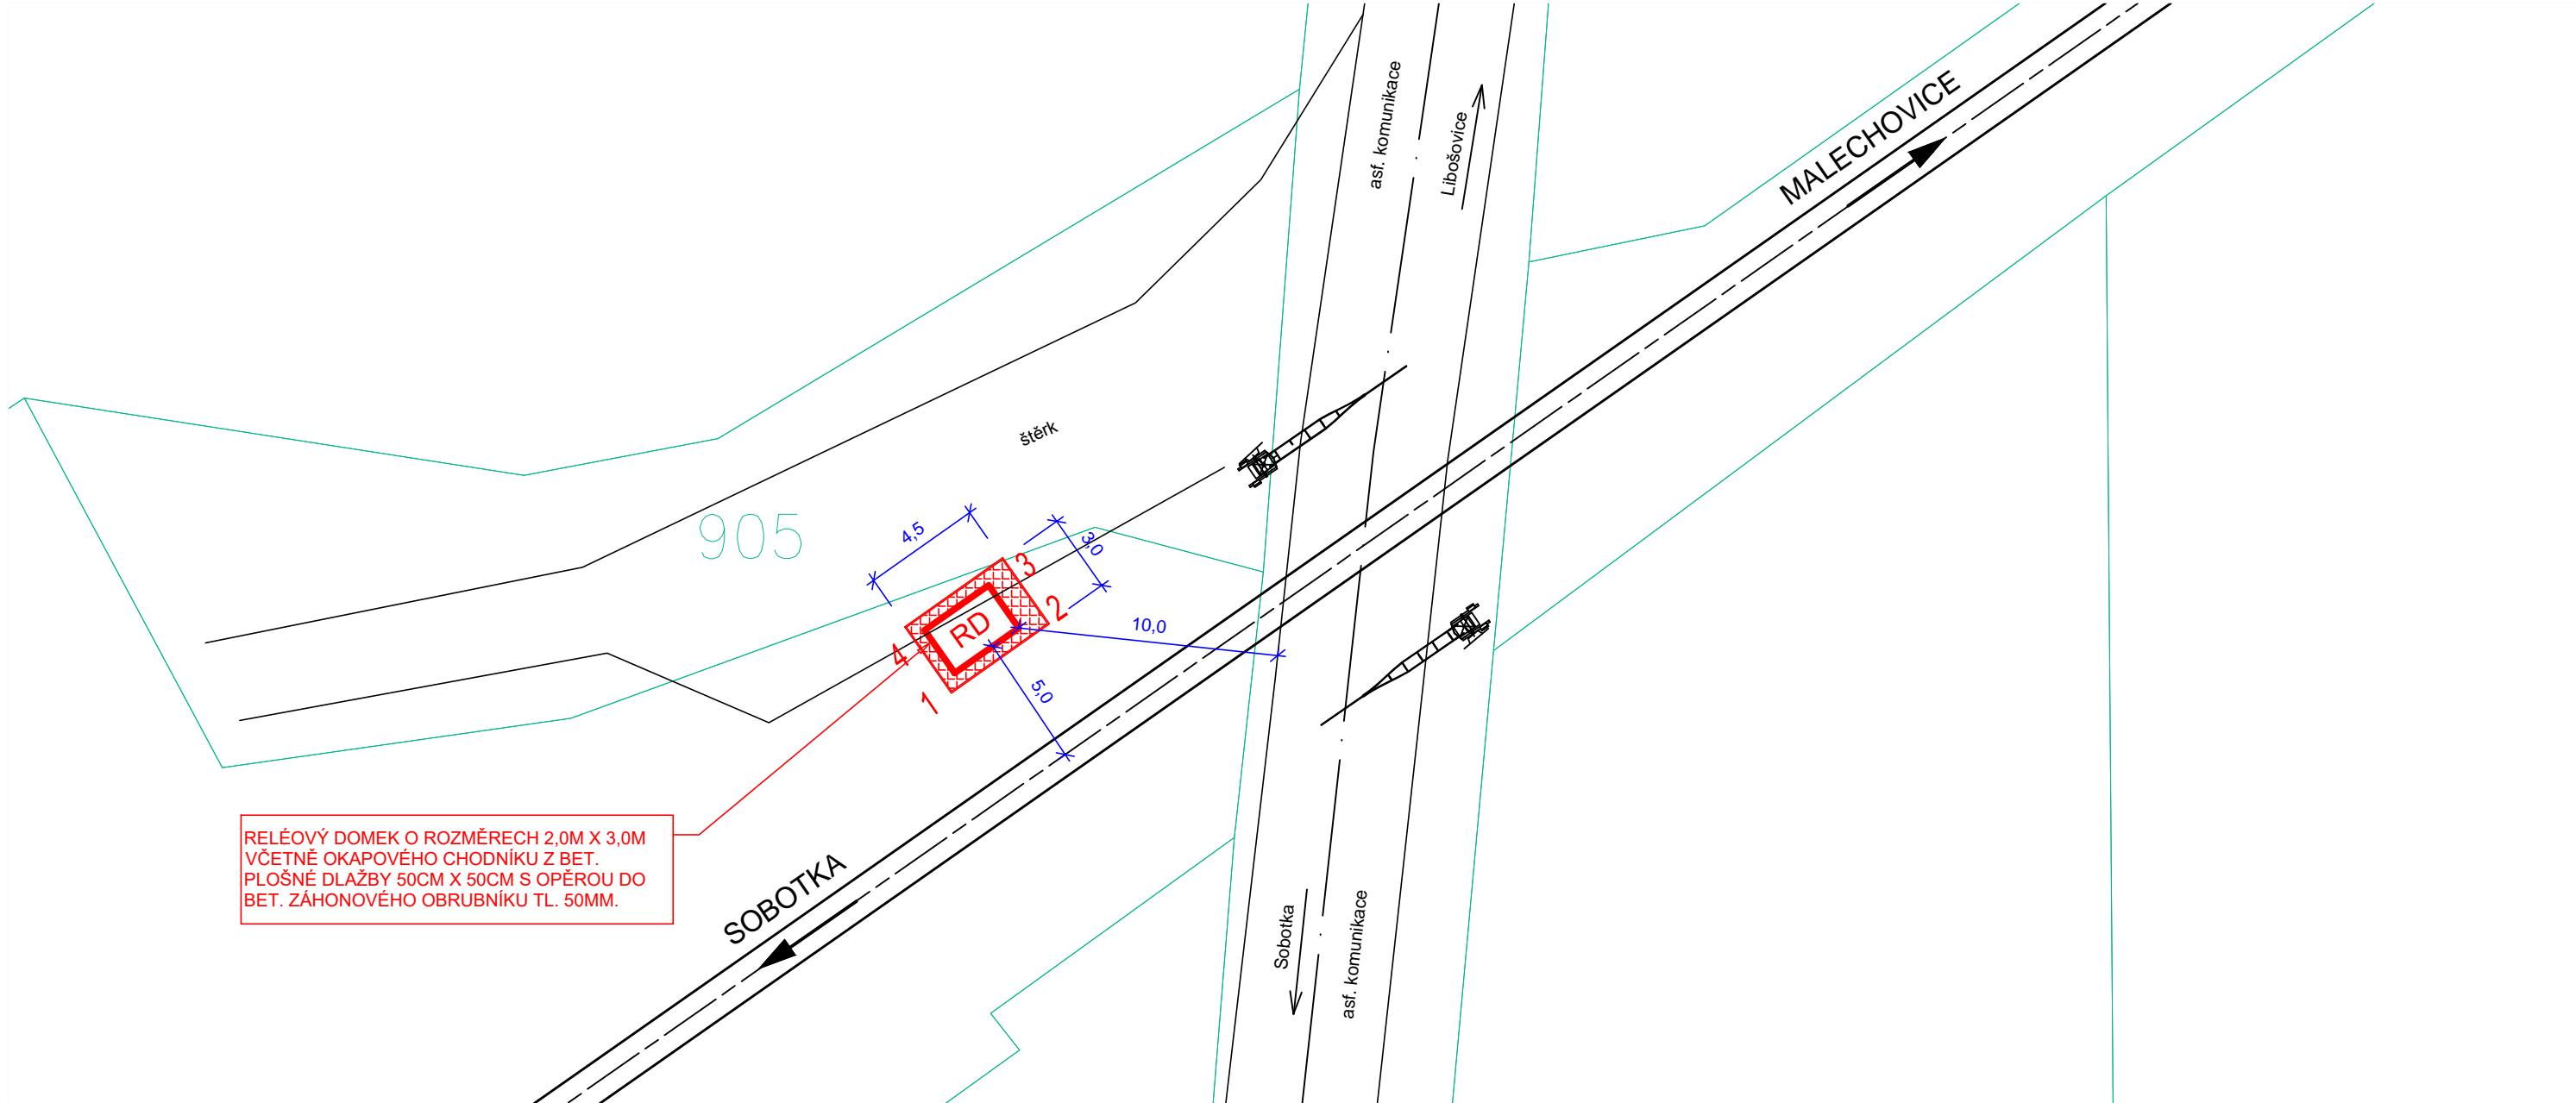 asf. komunikace
Libošovice
MALECHOVICE
štěrk
905
4,5
3,0
3
2
RD
10,0
4
1
5,0
RELÉOVÝ DOMEK O ROZMĚRECH 2,0M X 3,0M
VČETNĚ OKAPOVÉHO CHODNÍKU Z BET.
PLOŠNÉ DLAŽBY 50CM X 50CM S OPĚROU DO
BET. ZÁHONOVÉHO OBRUBNÍKU TL. 50MM.
SOBOTKA
Sobotka
asf. komunikace